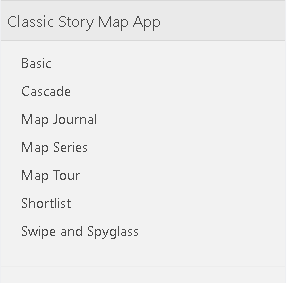 Classic Story Map App
Basic
Cascade
Map Journal
Map Series
Map Tour
Shortlist
Swipe and Spyglass